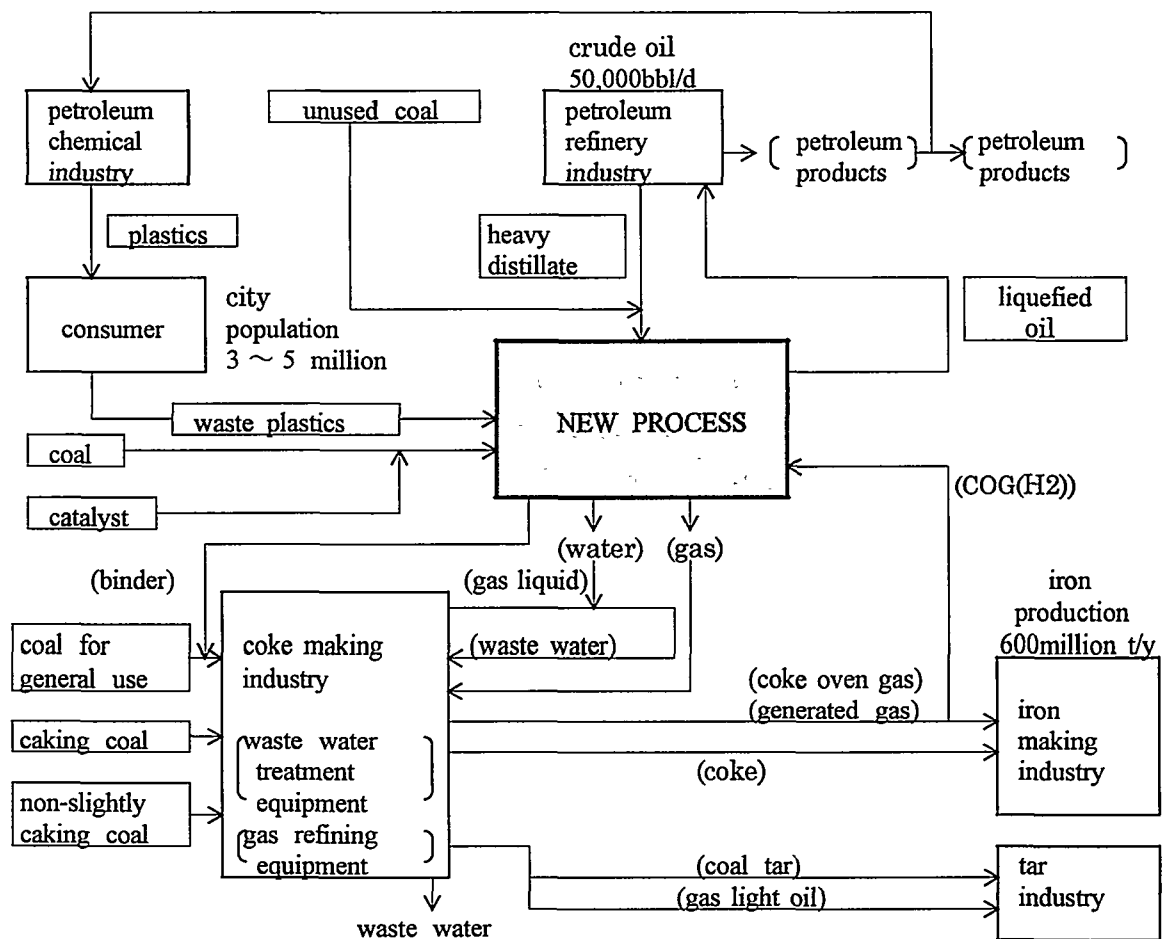 crude oil
50,000bbl/d
petroleum
chemical
industry
unused coal
petroleum
refinery
industry
petroleum
products
petroleum
products
plastics
heavy
distillate
consumer
city
population
3 ~ 5 million
liquefied
oil
NEW PROCESS
waste plastics
coal
catalyst
(COG(H2))
(water)
(gas)
(binder)
(gas liquid)
iron
production
600million t/y
coal for
general use
coke making
industry
(waste water)
(coke oven gas)
(generated gas)
iron
making
industry
caking coal
waste water
treatment
equipment
(coke)
non-slightly
caking coal
gas refining
equipment
(coal tar)
(gas light oil)
tar
industry
waste water